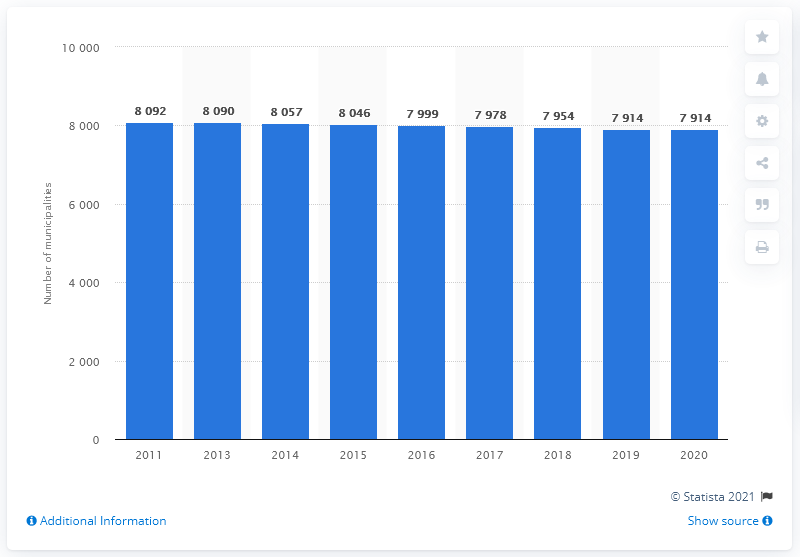 10 000
8 000
6 000
4 000
2 000
0
Number of municipalities
8 092 8 090 8 057 8 046 7 999 7 978 7 954 7 914 7 914
2011 2013 2014 2015 2016 2017 2018 2019 2020
© Statista 2021
Additional Information
Show source